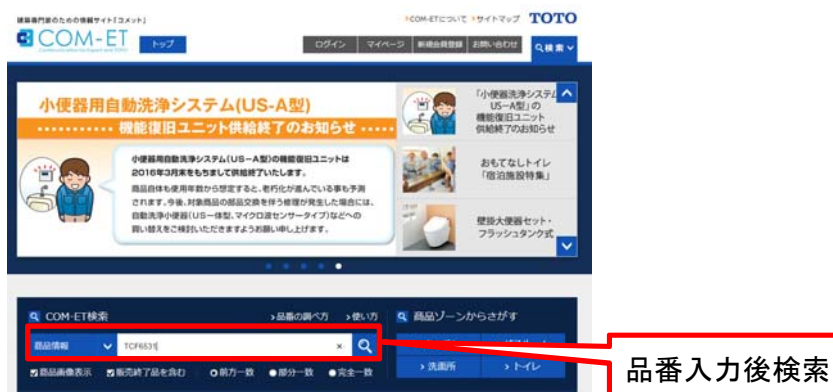 建築専門家のための情報サイト「コメット」
COM-ET
トップ
›COM-ETについて ›サイトマップ TOTO
ログイン マイページ 新規会員登録 お問い合わせ 検索
小便器用自動洗浄システム(US-A型)
機能復旧ユニット供給終了のお知らせ
小便器用自動洗浄システム(US-A型)の機能復旧ユニットは
2016年3月末をもちまして供給終了いたします。
商品自体も使用年数から想定すると、老朽化が進んでいる事も予測
されます。今後、対象商品の部品交換を伴う修理が発生した場合には、
自動洗浄小便器(US一体型、マイクロ波センサータイプ)などへの
買い替えをご検討いただきますようお願い申し上げます。
「小便器洗浄システム
US-A型」の
機能復旧ユニット
供給終了のお知らせ
おもてなしトイレ
「宿泊施設特集」
壁掛大便器セット・
フラッシュタンク式
COM-ET検索 ›品番の調べ方 ›使い方
商品情報 TCF6531 ×
商品画像表示 販売終了品を含む 前方一致 部分一致 完全一致
商品ゾーンからさがす
›洗面所 ›トイレ
品番入力後検索